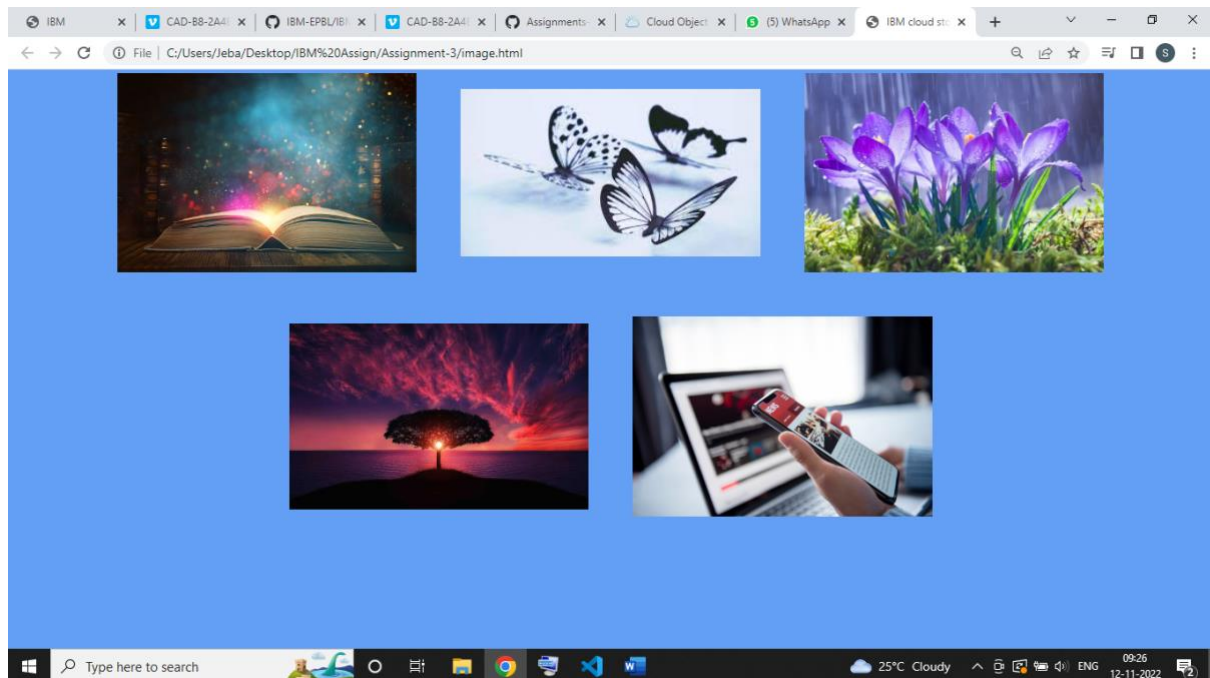 IBM
CAD-B8-2A4
IBM-EPBL/IB
CAD-B8-2A4
Assignments-
Cloud Object
(5) WhatsApp
IBM cloud sto
File | C:/Users/Jeba/Desktop/IBM%20Assign/Assignment-3/image.html
S
Type here to search
25°C Cloudy
ENG
09:26
12-11-2022
2